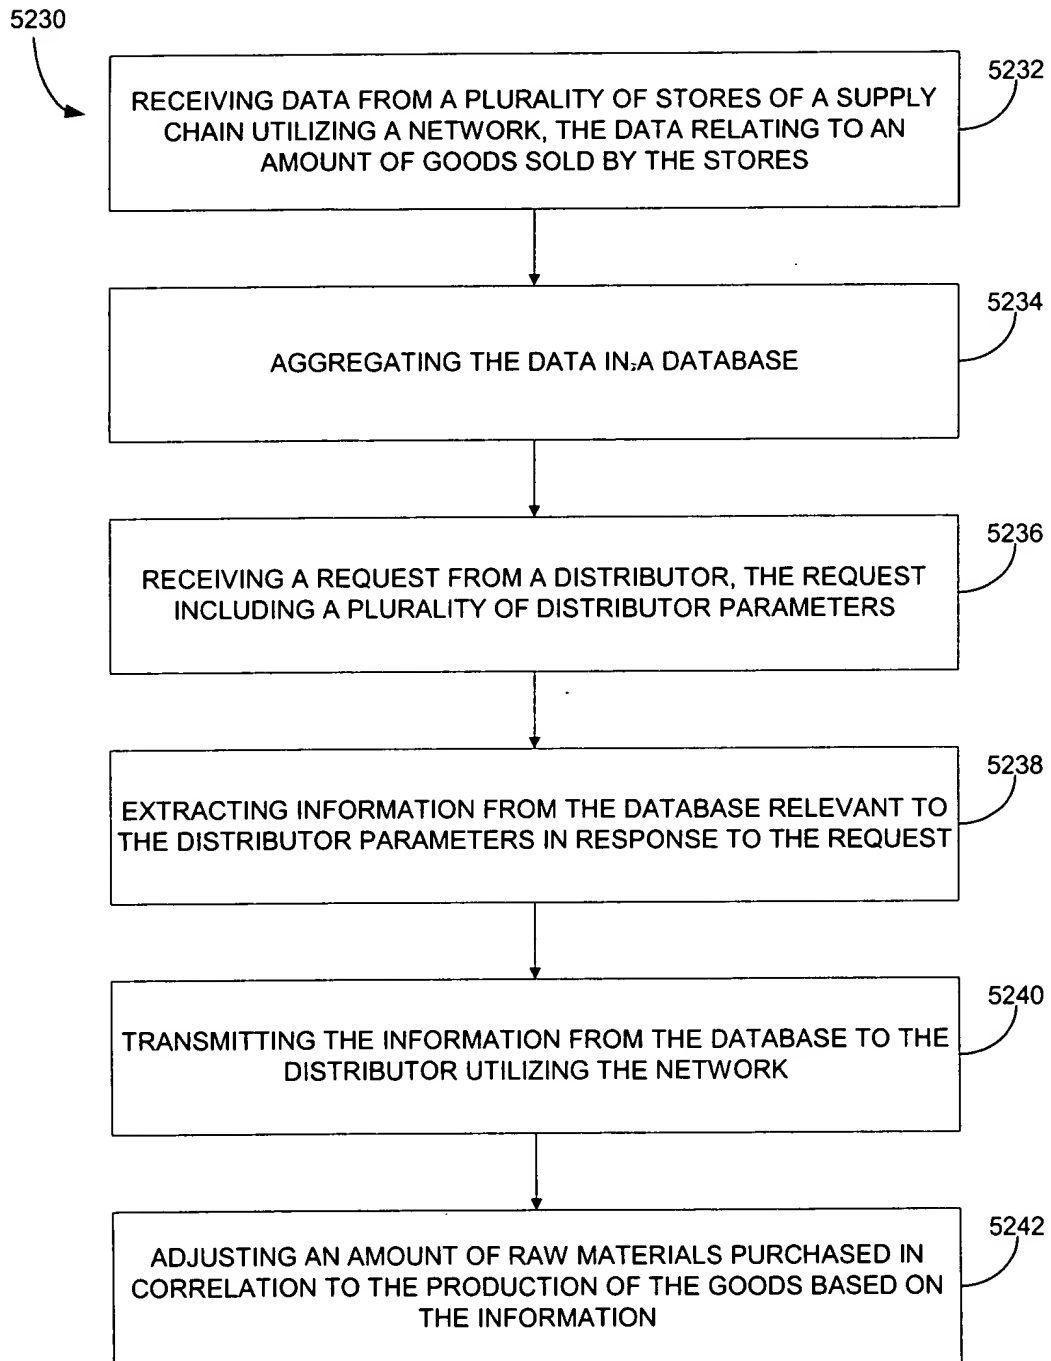 5230
5232
RECEIVING DATA FROM A PLURALITY OF STORES OF A SUPPLY
CHAIN UTILIZING A NETWORK, THE DATA RELATING TO AN
AMOUNT OF GOODS SOLD BY THE STORES
5234
AGGREGATING THE DATA IN A DATABASE
5236
RECEIVING A REQUEST FROM A DISTRIBUTOR, THE REQUEST
INCLUDING A PLURALITY OF DISTRIBUTOR PARAMETERS
5238
EXTRACTING INFORMATION FROM THE DATABASE RELEVANT TO
THE DISTRIBUTOR PARAMETERS IN RESPONSE TO THE REQUEST
5240
TRANSMITTING THE INFORMATION FROM THE DATABASE TO THE
DISTRIBUTOR UTILIZING THE NETWORK
5242
ADJUSTING AN AMOUNT OF RAW MATERIALS PURCHASED IN
CORRELATION TO THE PRODUCTION OF THE GOODS BASED ON
THE INFORMATION